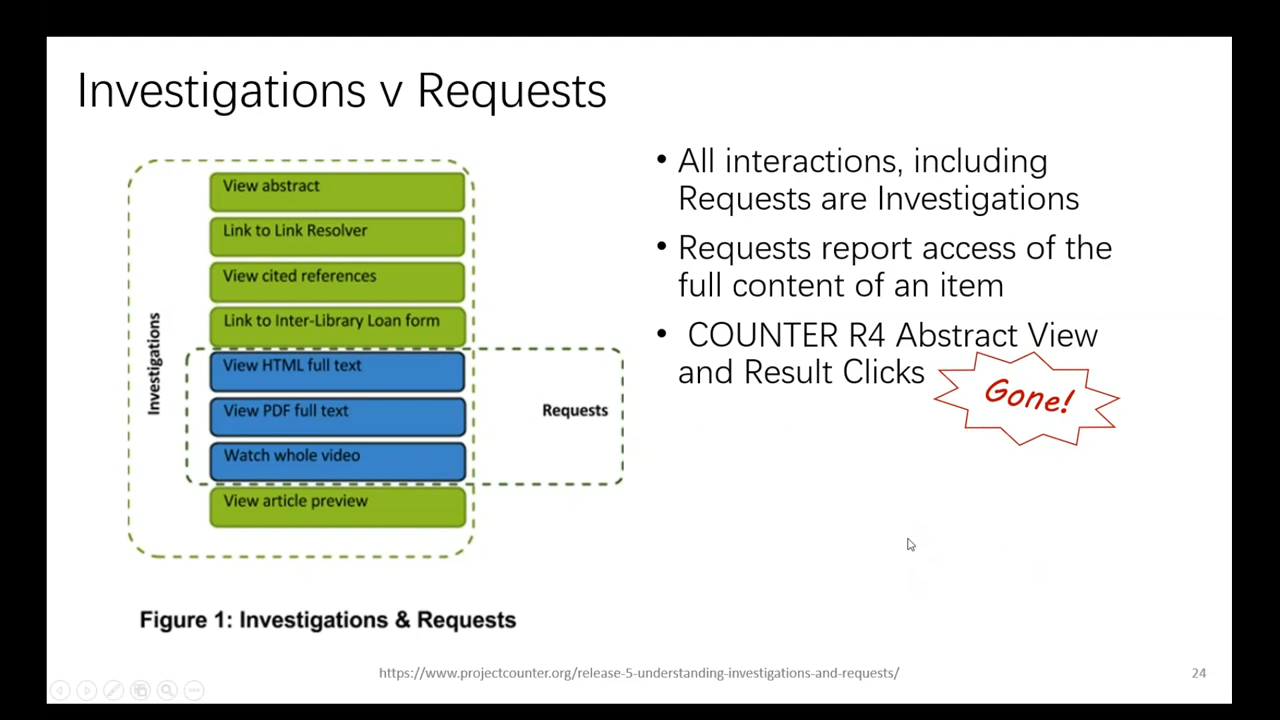 Investigations v Requests
View abstract
Link to Link Resolver
View cited references
Link to Inter-Library Loan form
View HTML full text
View PDF full text
Watch whole video
View article preview
Investigations
Requests
Figure 1: Investigations & Requests
• All interactions, including
Requests are Investigations
• Requests report access of the
full content of an item
• COUNTER R4 Abstract View
and Result Clicks
Gone!
https://www.projectcounter.org/release-5-understanding-investigations-and-requests/
24